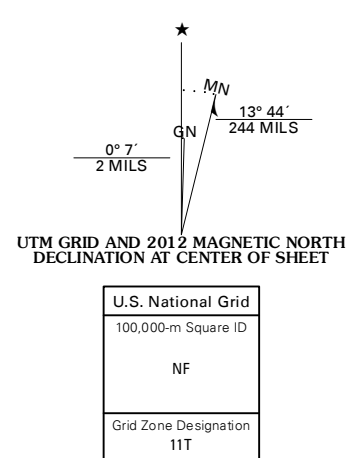 ★
MN
GN
13° 44´
244 MILS
0° 7´
2 MILS
UTM GRID AND 2012 MAGNETIC NORTH
DECLINATION AT CENTER OF SHEET
U.S. National Grid
100,000-m Square ID
NF
Grid Zone Designation
11T